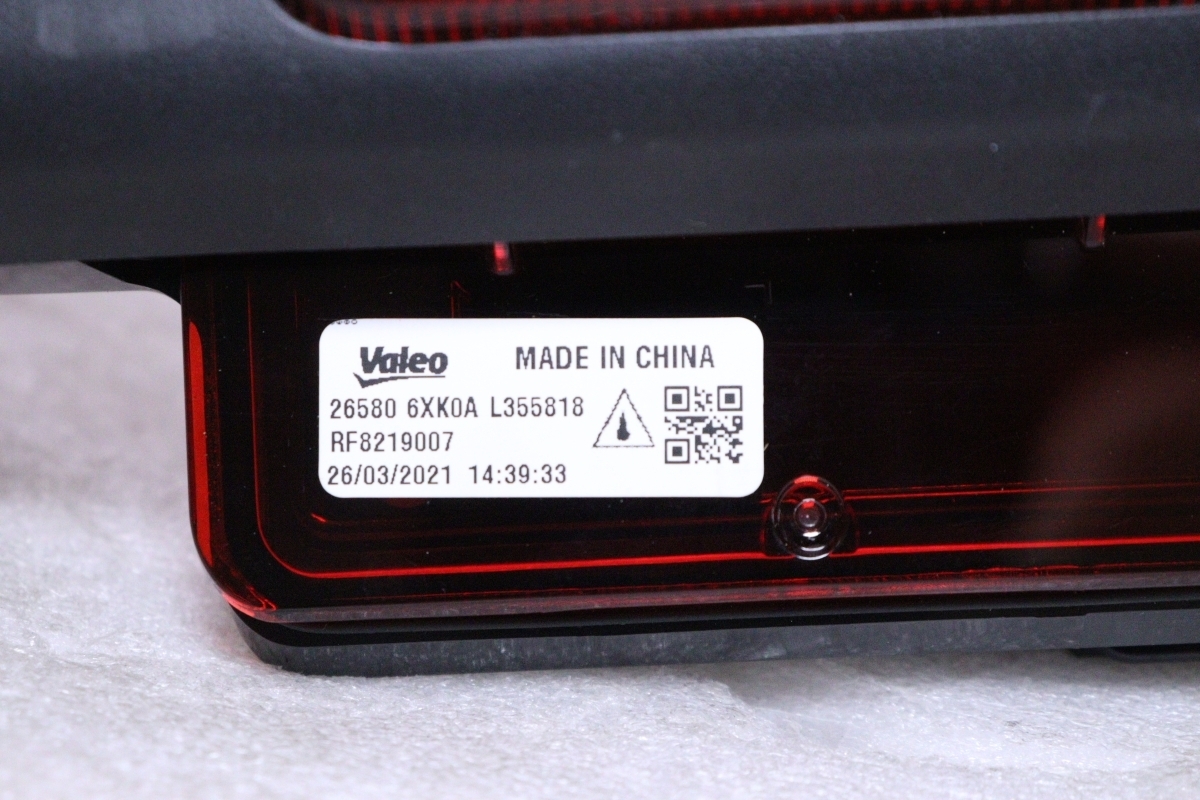 Valeo MADE IN CHINA
26580 6XK0A L355818
RF8219007
26/03/2021 14:39:33